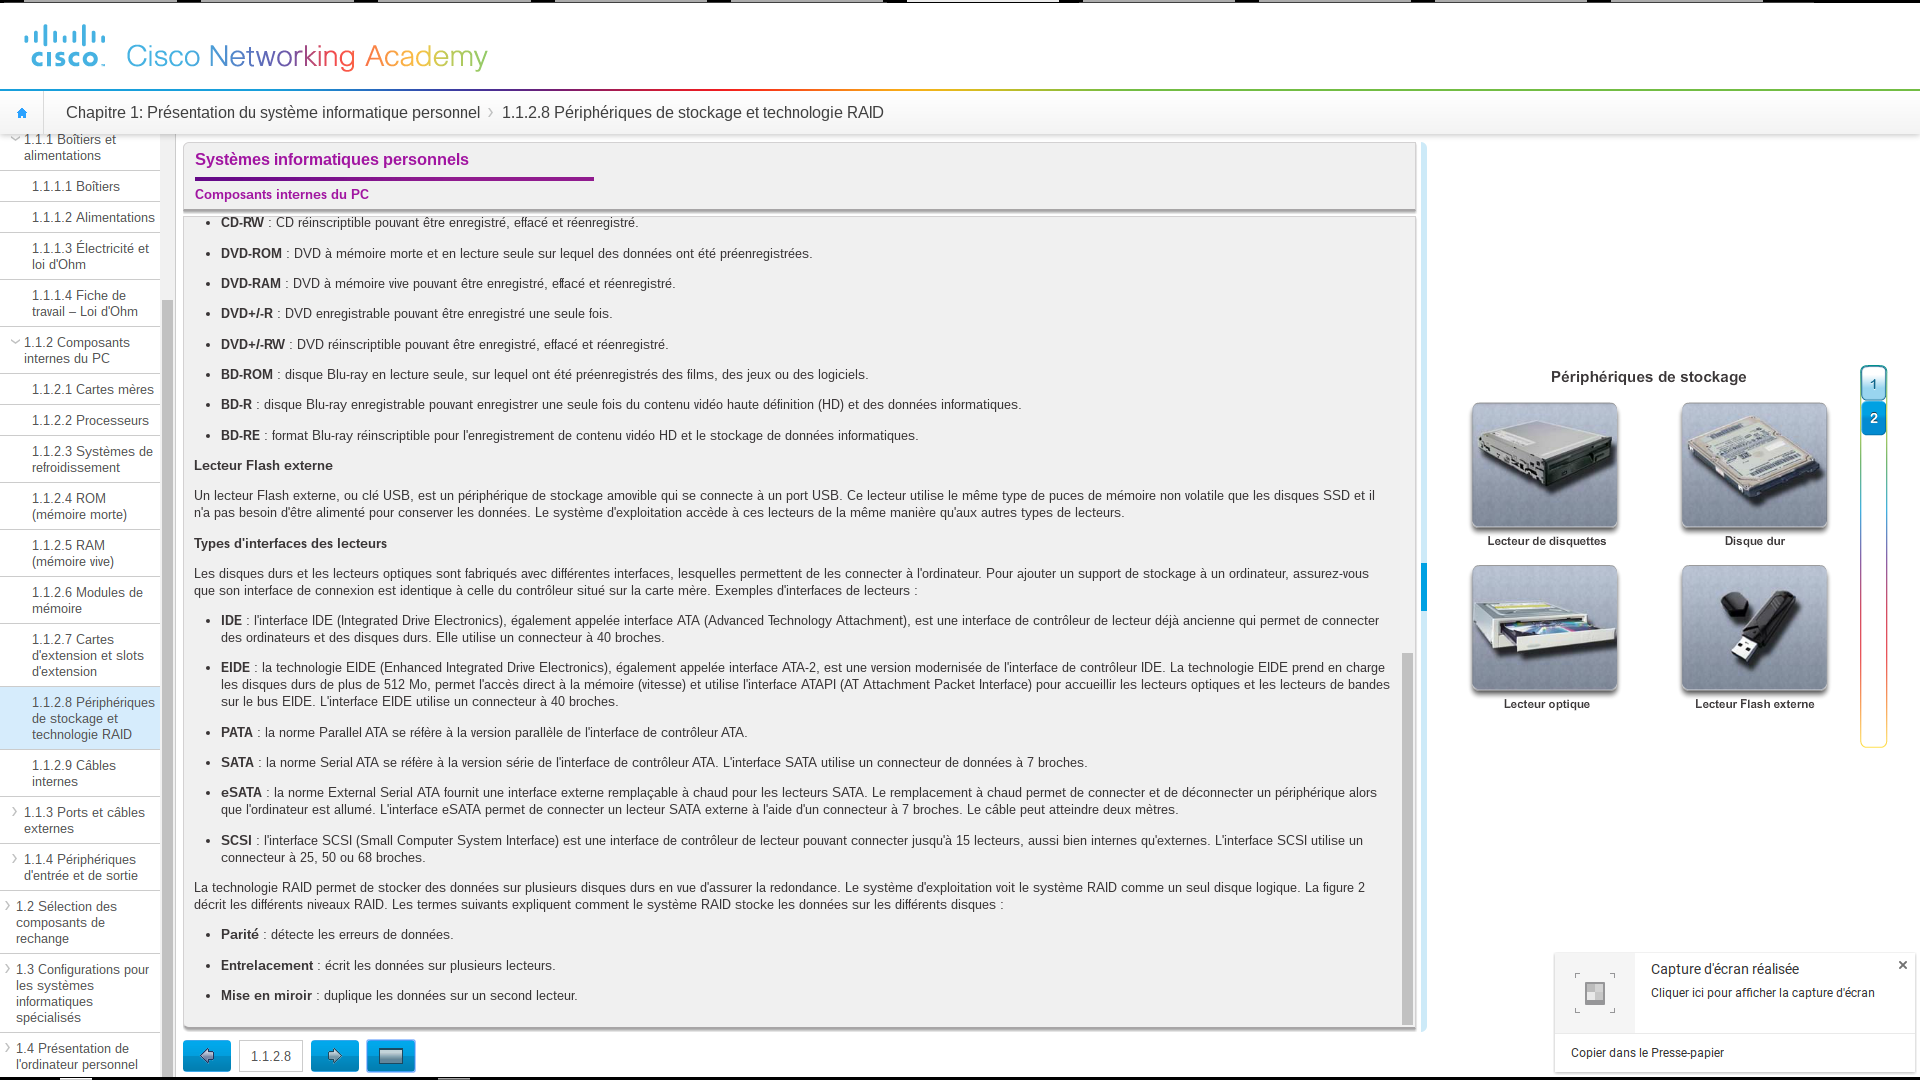 cisco
Cisco Networking Academy
Chapitre 1: Présentation du système informatique personnel
1.1.2.8 Périphériques de stockage et technologie RAID
1.1.1 Boîtiers et
alimentations
1.1.1.1 Boîtiers
1.1.1.2 Alimentations
1.1.1.3 Électricité et
loi d'Ohm
1.1.1.4 Fiche de
travail – Loi d'Ohm
1.1.2 Composants
internes du PC
1.1.2.1 Cartes mères
1.1.2.2 Processeurs
1.1.2.3 Systèmes de
refroidissement
1.1.2.4 ROM
(mémoire morte)
1.1.2.5 RAM
(mémoire vive)
1.1.2.6 Modules de
mémoire
1.1.2.7 Cartes
d'extension et slots
d'extension
1.1.2.8 Périphériques
de stockage et
technologie RAID
1.1.2.9 Câbles
internes
1.1.3 Ports et câbles
externes
1.1.4 Périphériques
d'entrée et de sortie
1.2 Sélection des
composants de
rechange
1.3 Configurations pour
les systèmes
informatiques
spécialisés
1.4 Présentation de
l'ordinateur personnel
Systèmes informatiques personnels
Composants internes du PC
• CD-RW : CD réinscriptible pouvant être enregistré, effacé et réenregistré.
• DVD-ROM : DVD à mémoire morte et en lecture seule sur lequel des données ont été préenregistrées.
• DVD-RAM : DVD à mémoire vive pouvant être enregistré, effacé et réenregistré.
• DVD+/-R : DVD enregistrable pouvant être enregistré une seule fois.
• DVD+/-RW : DVD réinscriptible pouvant être enregistré, effacé et réenregistré.
• BD-ROM : disque Blu-ray en lecture seule, sur lequel ont été préenregistrés des films, des jeux ou des logiciels.
• BD-R : disque Blu-ray enregistrable pouvant enregistrer une seule fois du contenu vidéo haute définition (HD) et des données informatiques.
• BD-RE : format Blu-ray réinscriptible pour l'enregistrement de contenu vidéo HD et le stockage de données informatiques.
Lecteur Flash externe
Un lecteur Flash externe, ou clé USB, est un périphérique de stockage amovible qui se connecte à un port USB. Ce lecteur utilise le même type de puces de mémoire non volatile que les disques SSD et il
n'a pas besoin d'être alimenté pour conserver les données. Le système d'exploitation accède à ces lecteurs de la même manière qu'aux autres types de lecteurs.
Types d'interfaces des lecteurs
Les disques durs et les lecteurs optiques sont fabriqués avec différentes interfaces, lesquelles permettent de les connecter à l'ordinateur. Pour ajouter un support de stockage à un ordinateur, assurez-vous
que son interface de connexion est identique à celle du contrôleur situé sur la carte mère. Exemples d'interfaces de lecteurs :
• IDE : l'interface IDE (Integrated Drive Electronics), également appelée interface ATA (Advanced Technology Attachment), est une interface de contrôleur de lecteur déjà ancienne qui permet de connecter
des ordinateurs et des disques durs. Elle utilise un connecteur à 40 broches.
• EIDE : la technologie EIDE (Enhanced Integrated Drive Electronics), également appelée interface ATA-2, est une version modernisée de l'interface de contrôleur IDE. La technologie EIDE prend en charge
les disques durs de plus de 512 Mo, permet l'accès direct à la mémoire (vitesse) et utilise l'interface ATAPI (AT Attachment Packet Interface) pour accueillir les lecteurs optiques et les lecteurs de bandes
sur le bus EIDE. L'interface EIDE utilise un connecteur à 40 broches.
• PATA : la norme Parallel ATA se réfère à la version parallèle de l'interface de contrôleur ATA.
• SATA : la norme Serial ATA se réfère à la version série de l'interface de contrôleur ATA. L'interface SATA utilise un connecteur de données à 7 broches.
• eSATA : la norme External Serial ATA fournit une interface externe remplaçable à chaud pour les lecteurs SATA. Le remplacement à chaud permet de connecter et de déconnecter un périphérique alors
que l'ordinateur est allumé. L'interface eSATA permet de connecter un lecteur SATA externe à l'aide d'un connecteur à 7 broches. Le câble peut atteindre deux mètres.
• SCSI : l'interface SCSI (Small Computer System Interface) est une interface de contrôleur de lecteur pouvant connecter jusqu'à 15 lecteurs, aussi bien internes qu'externes. L'interface SCSI utilise un
connecteur à 25, 50 ou 68 broches.
La technologie RAID permet de stocker des données sur plusieurs disques durs en vue d'assurer la redondance. Le système d'exploitation voit le système RAID comme un seul disque logique. La figure 2
décrit les différents niveaux RAID. Les termes suivants expliquent comment le système RAID stocke les données sur les différents disques :
• Parité : détecte les erreurs de données.
• Entrelacement : écrit les données sur plusieurs lecteurs.
• Mise en miroir : duplique les données sur un second lecteur.
1.1.2.8
Périphériques de stockage
1
2
Lecteur de disquettes
Disque dur
Lecteur optique
Lecteur Flash externe
Capture d'écran réalisée
Cliquer ici pour afficher la capture d'écran
Copier dans le Presse-papier